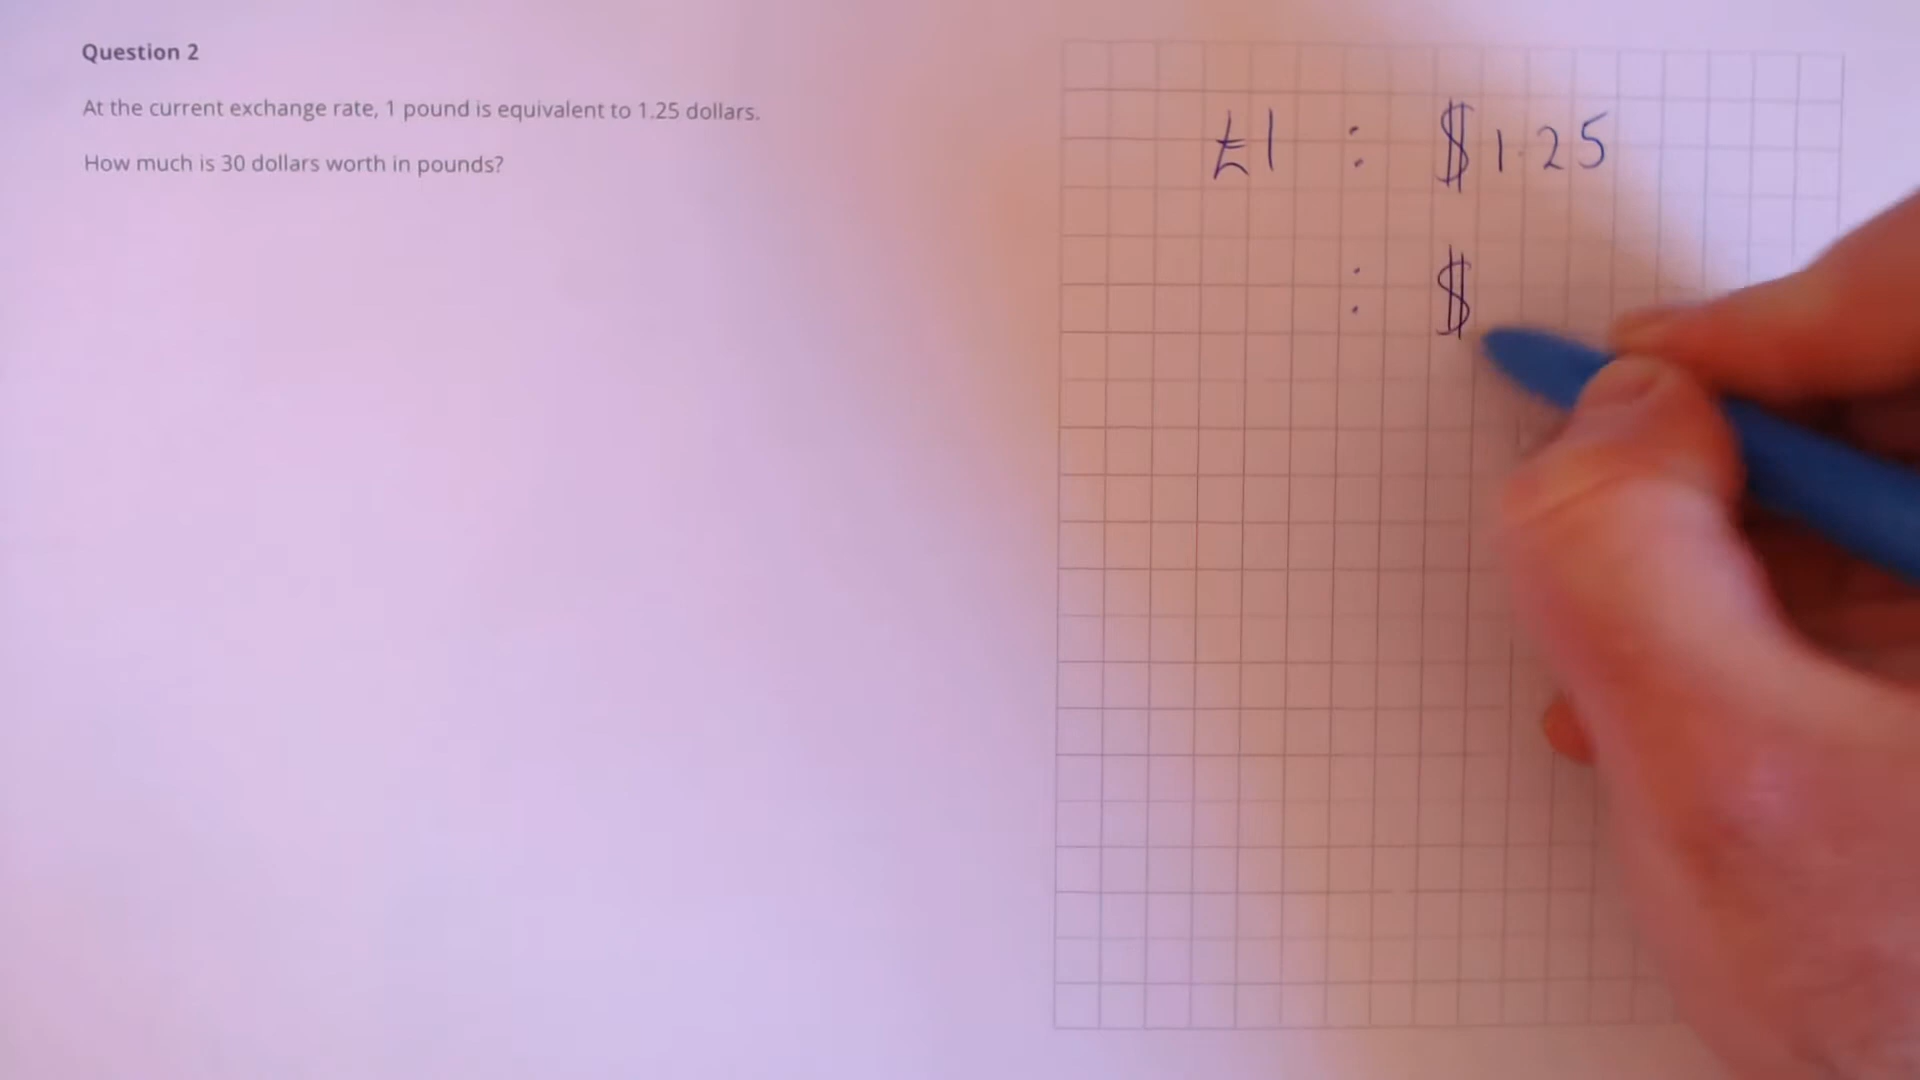 Question 2
At the current exchange rate, 1 pound is equivalent to 1.25 dollars.
How much is 30 dollars worth in pounds?
£1 : $1.25
: $